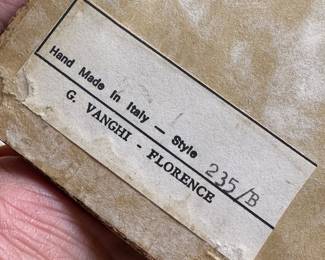 Hand Made in Italy — Style 235/B
G. VANGHI - FLORENCE